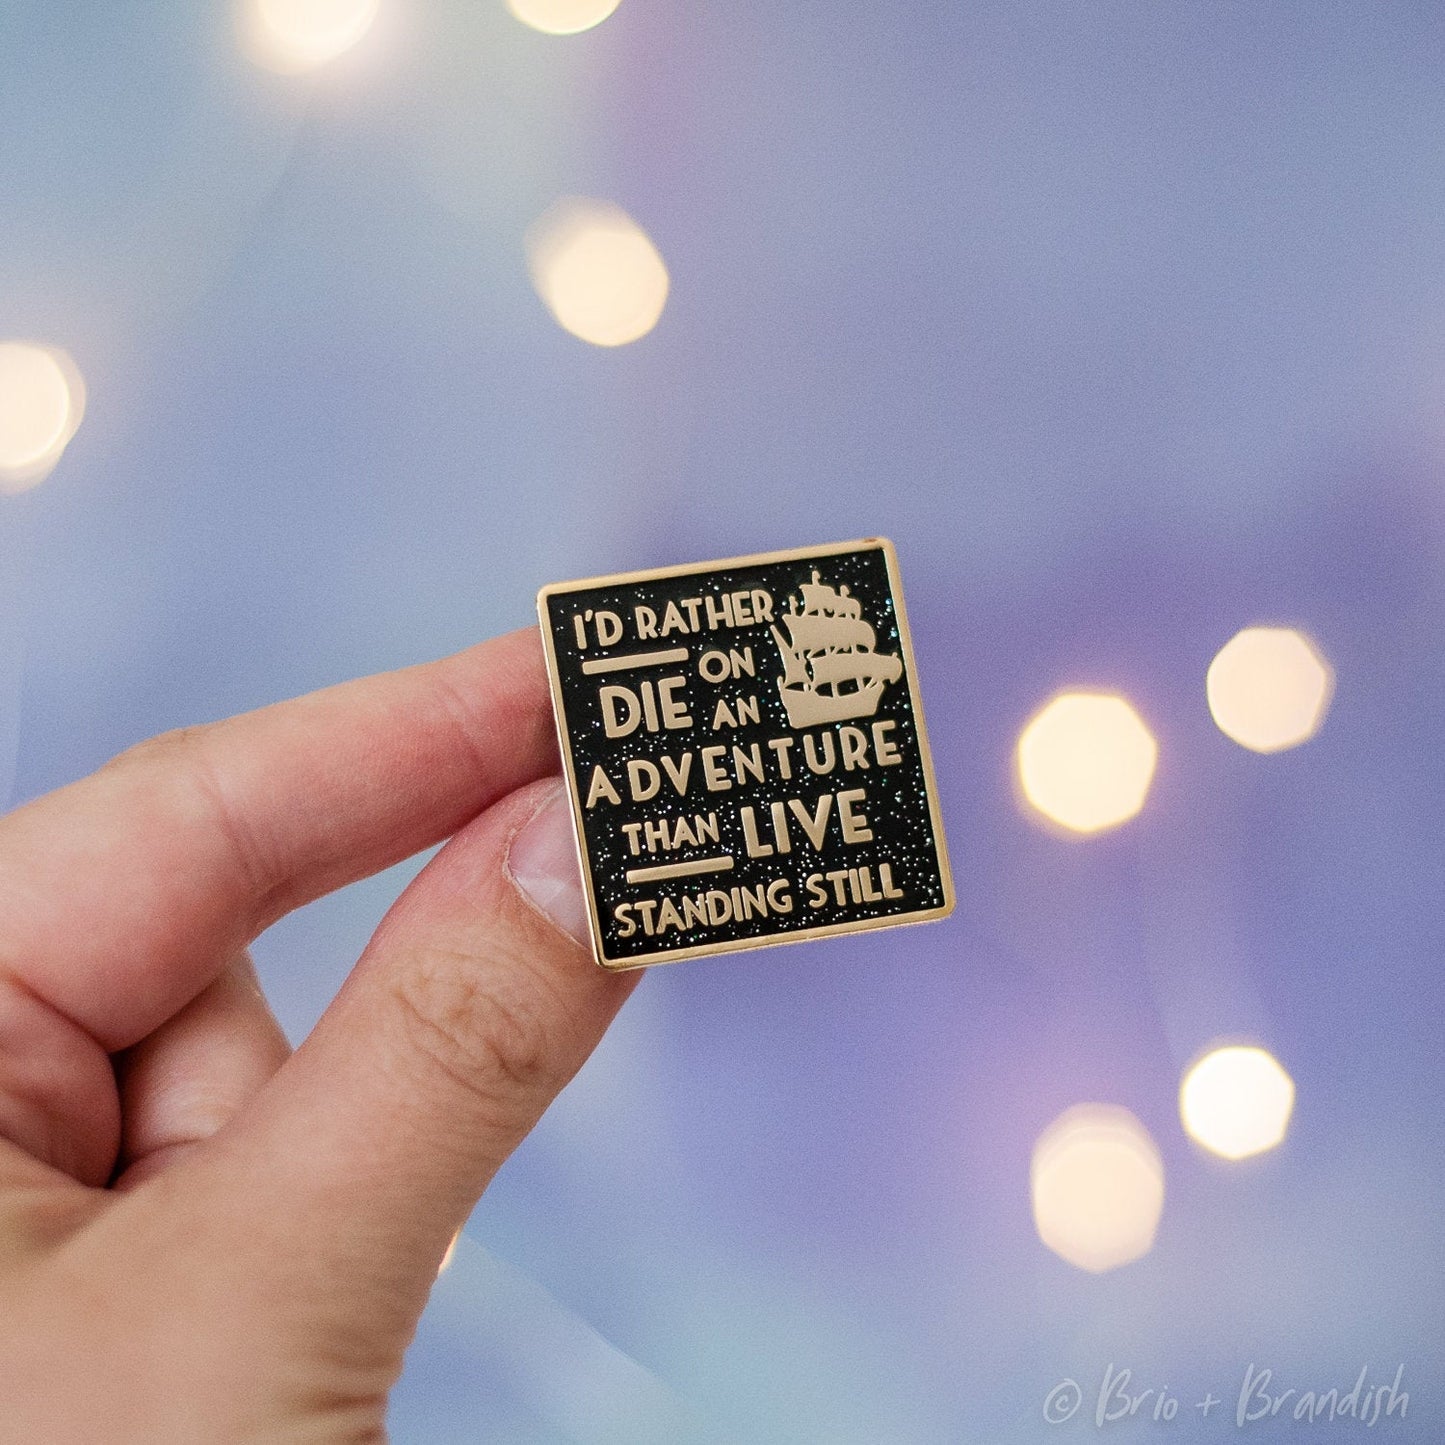 I'D RATHER
DIE ON AN
ADVENTURE
THAN LIVE
STANDING STILL
© Brio + Brandish